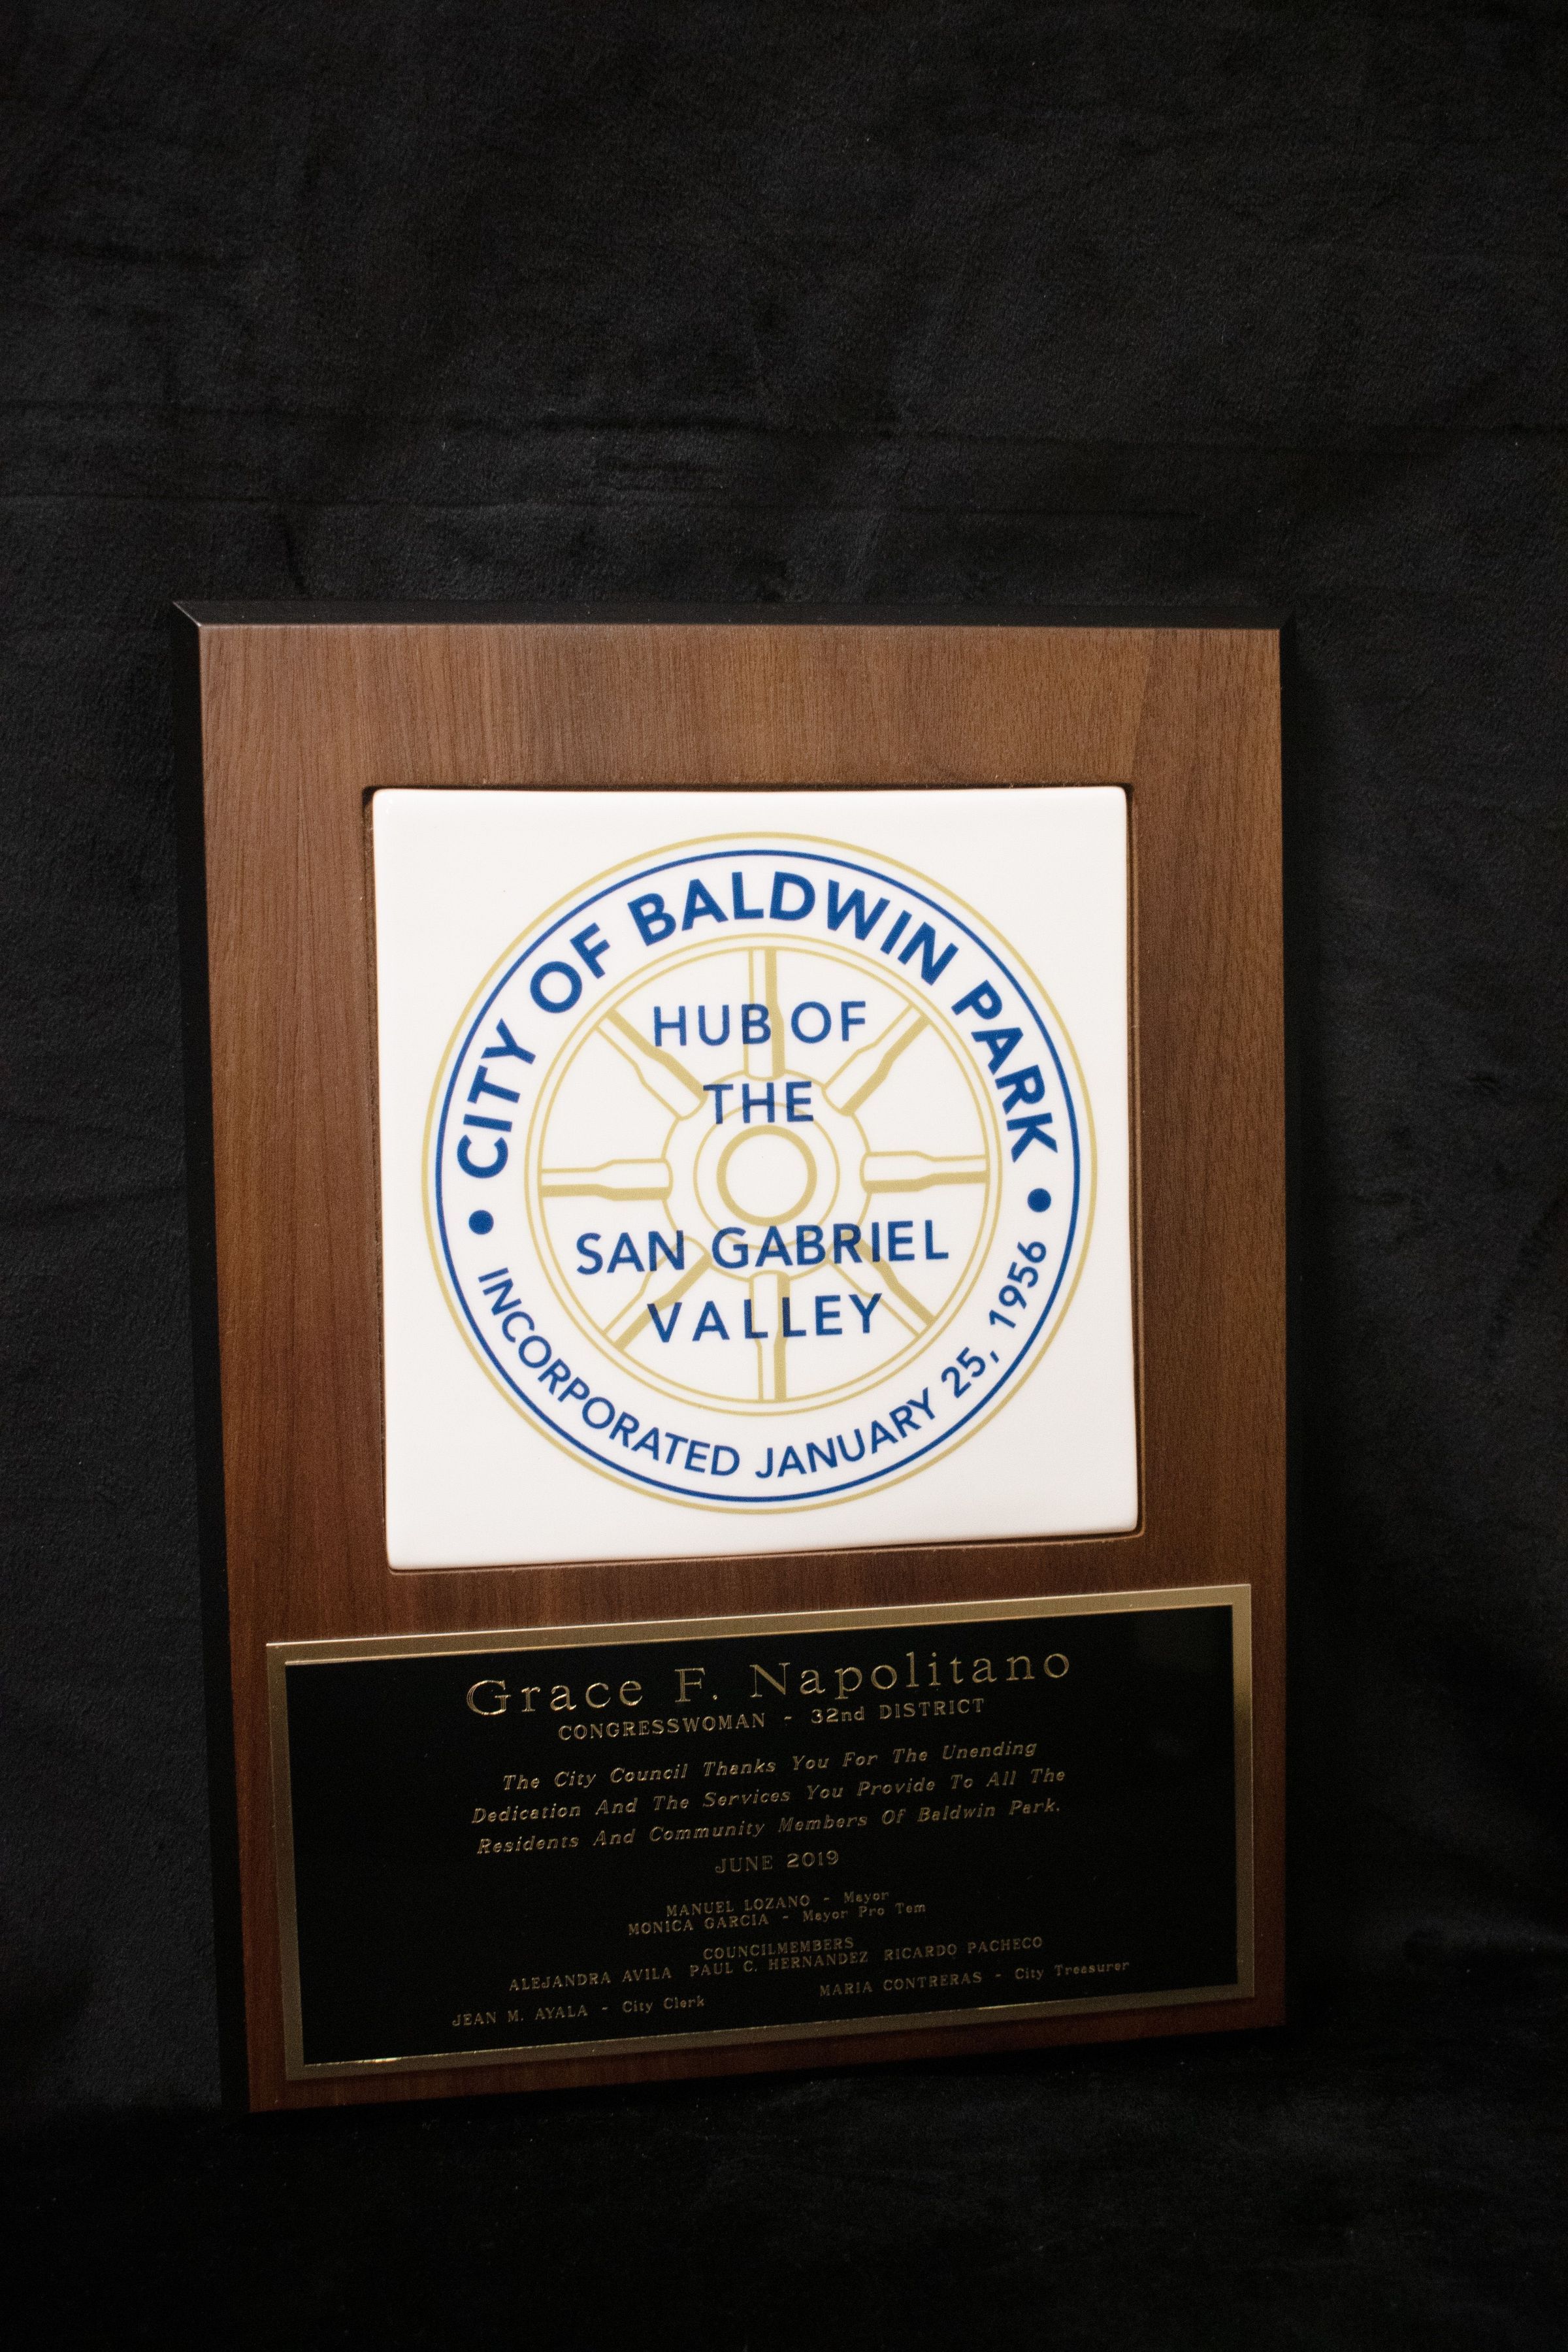 CITY OF BALDWIN PARK
HUB OF
THE
SAN GABRIEL
VALLEY
INCORPORATED JANUARY 25, 1956
Grace F. Napolitano
CONGRESSWOMAN - 32nd DISTRICT
The City Council Thanks You For The Unending
Dedication And The Services You Provide To All The
Residents And Community Members Of Baldwin Park.
JUNE 2019
MANUEL LOZANO - Mayor
MONICA GARCIA - Mayor Pro Tem
COUNCILMEMBERS
ALEJANDRA AVILA PAUL C. HERNANDEZ RICARDO PACHECO
JEAN M. AYALA - City Clerk MARIA CONTRERAS - City Treasurer